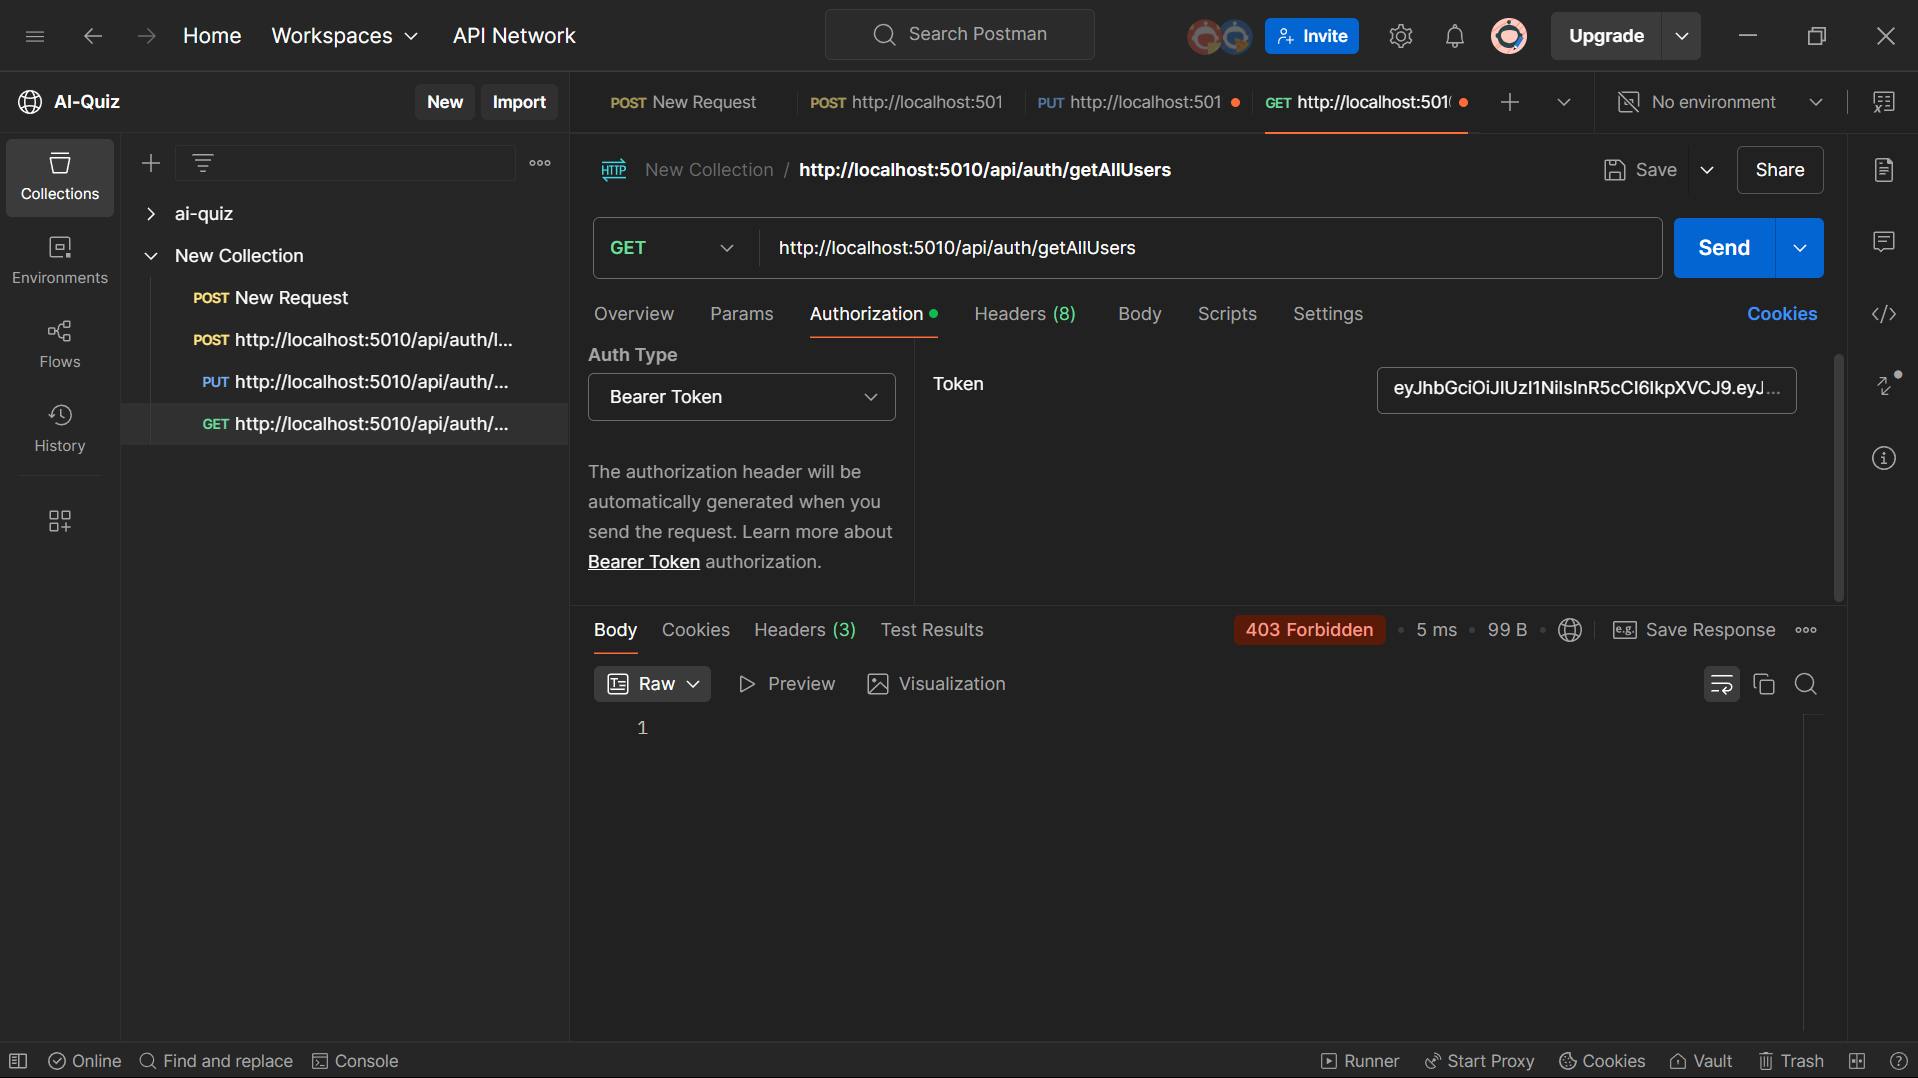 Home
Workspaces
API Network
Search Postman
Invite
Upgrade
AI-Quiz
New
Import
POST New Request
POST http://localhost:501
PUT http://localhost:501
GET http://localhost:501
No environment
Collections
Environments
Flows
History
ai-quiz
New Collection
POST New Request
POST http://localhost:5010/api/auth/l...
PUT http://localhost:5010/api/auth/...
GET http://localhost:5010/api/auth/...
HTTP
New Collection / http://localhost:5010/api/auth/getAllUsers
Save
Share
GET
http://localhost:5010/api/auth/getAllUsers
Send
Overview
Params
Authorization
Headers (8)
Body
Scripts
Settings
Cookies
Auth Type
Bearer Token
The authorization header will be
automatically generated when you
send the request. Learn more about
Bearer Token authorization.
Token
eyJhbGciOiJIUzI1NiIsInR5cCI6IkpXVCJ9.eyJ...
Body
Cookies
Headers (3)
Test Results
403 Forbidden
5 ms
99 B
e.g.
Save Response
Raw
Preview
Visualization
1
Online
Find and replace
Console
Runner
Start Proxy
Cookies
Vault
Trash